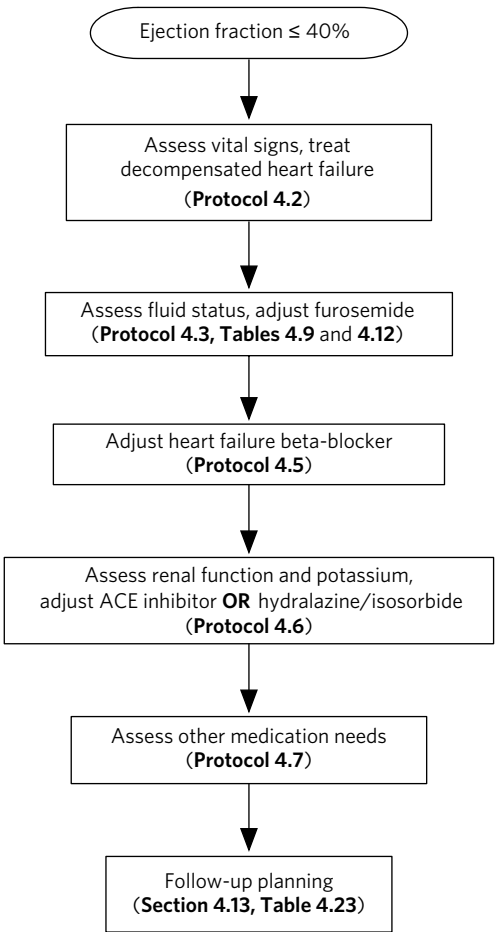 Ejection fraction ≤ 40%
Assess vital signs, treat
decompensated heart failure
(Protocol 4.2)
Assess fluid status, adjust furosemide
(Protocol 4.3, Tables 4.9 and 4.12)
Adjust heart failure beta-blocker
(Protocol 4.5)
Assess renal function and potassium,
adjust ACE inhibitor OR hydralazine/isosorbide
(Protocol 4.6)
Assess other medication needs
(Protocol 4.7)
Follow-up planning
(Section 4.13, Table 4.23)